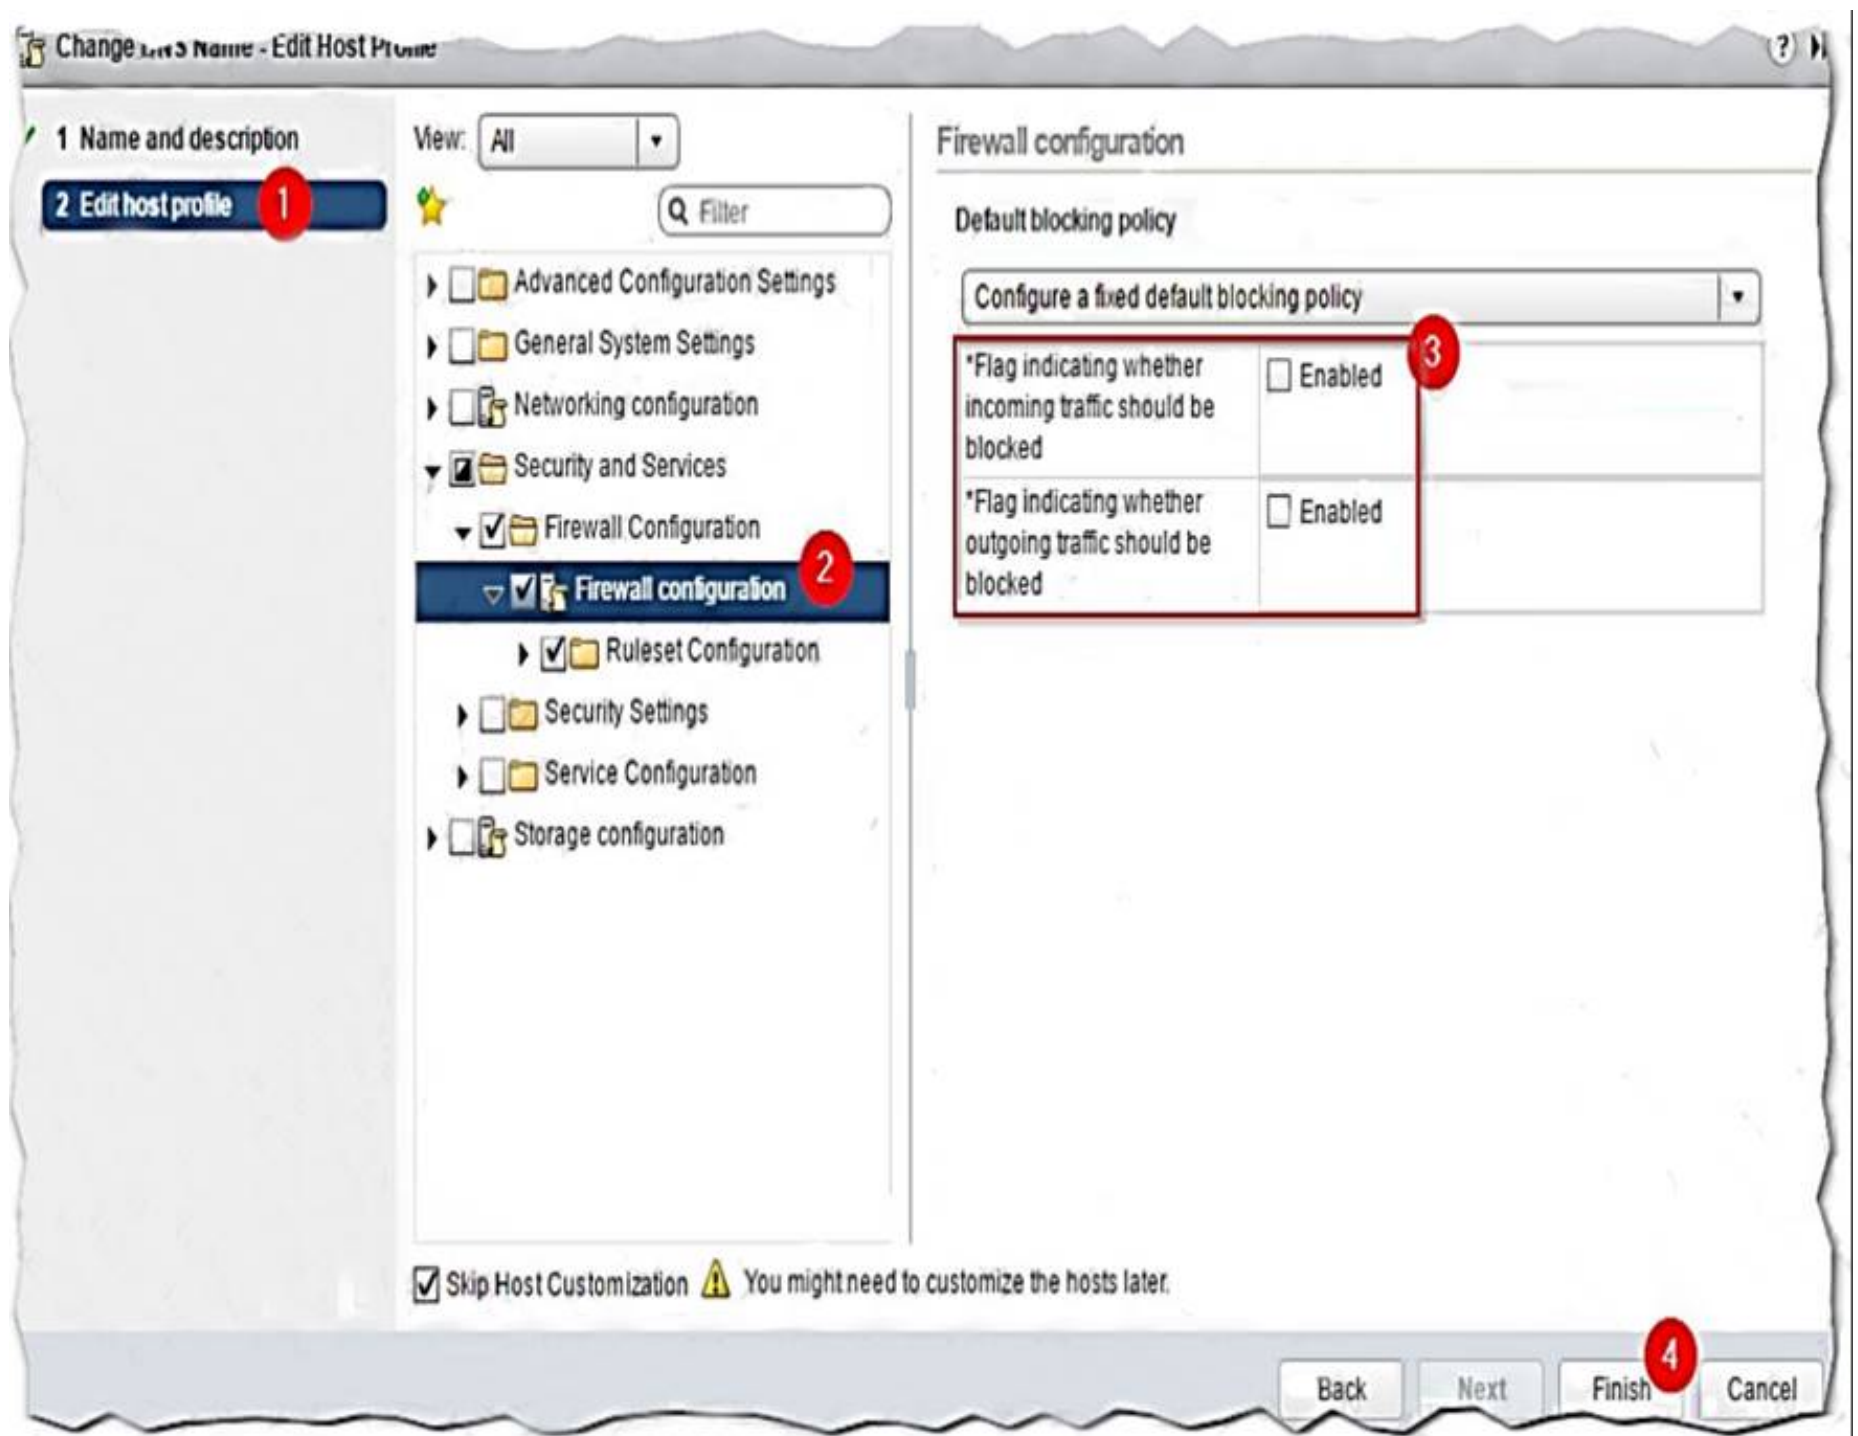 Change DNS Name - Edit Host Profile
?
1 Name and description
2 Edit host profile
1
View:
All
Filter
Advanced Configuration Settings
General System Settings
Networking configuration
Security and Services
Firewall Configuration
Firewall configuration
2
Ruleset Configuration
Security Settings
Service Configuration
Storage configuration
Firewall configuration
Default blocking policy
Configure a fixed default blocking policy
3
*Flag indicating whether
incoming traffic should be
blocked
Enabled
*Flag indicating whether
outgoing traffic should be
blocked
Enabled
Skip Host Customization
You might need to customize the hosts later.
4
Back
Next
Finish
Cancel